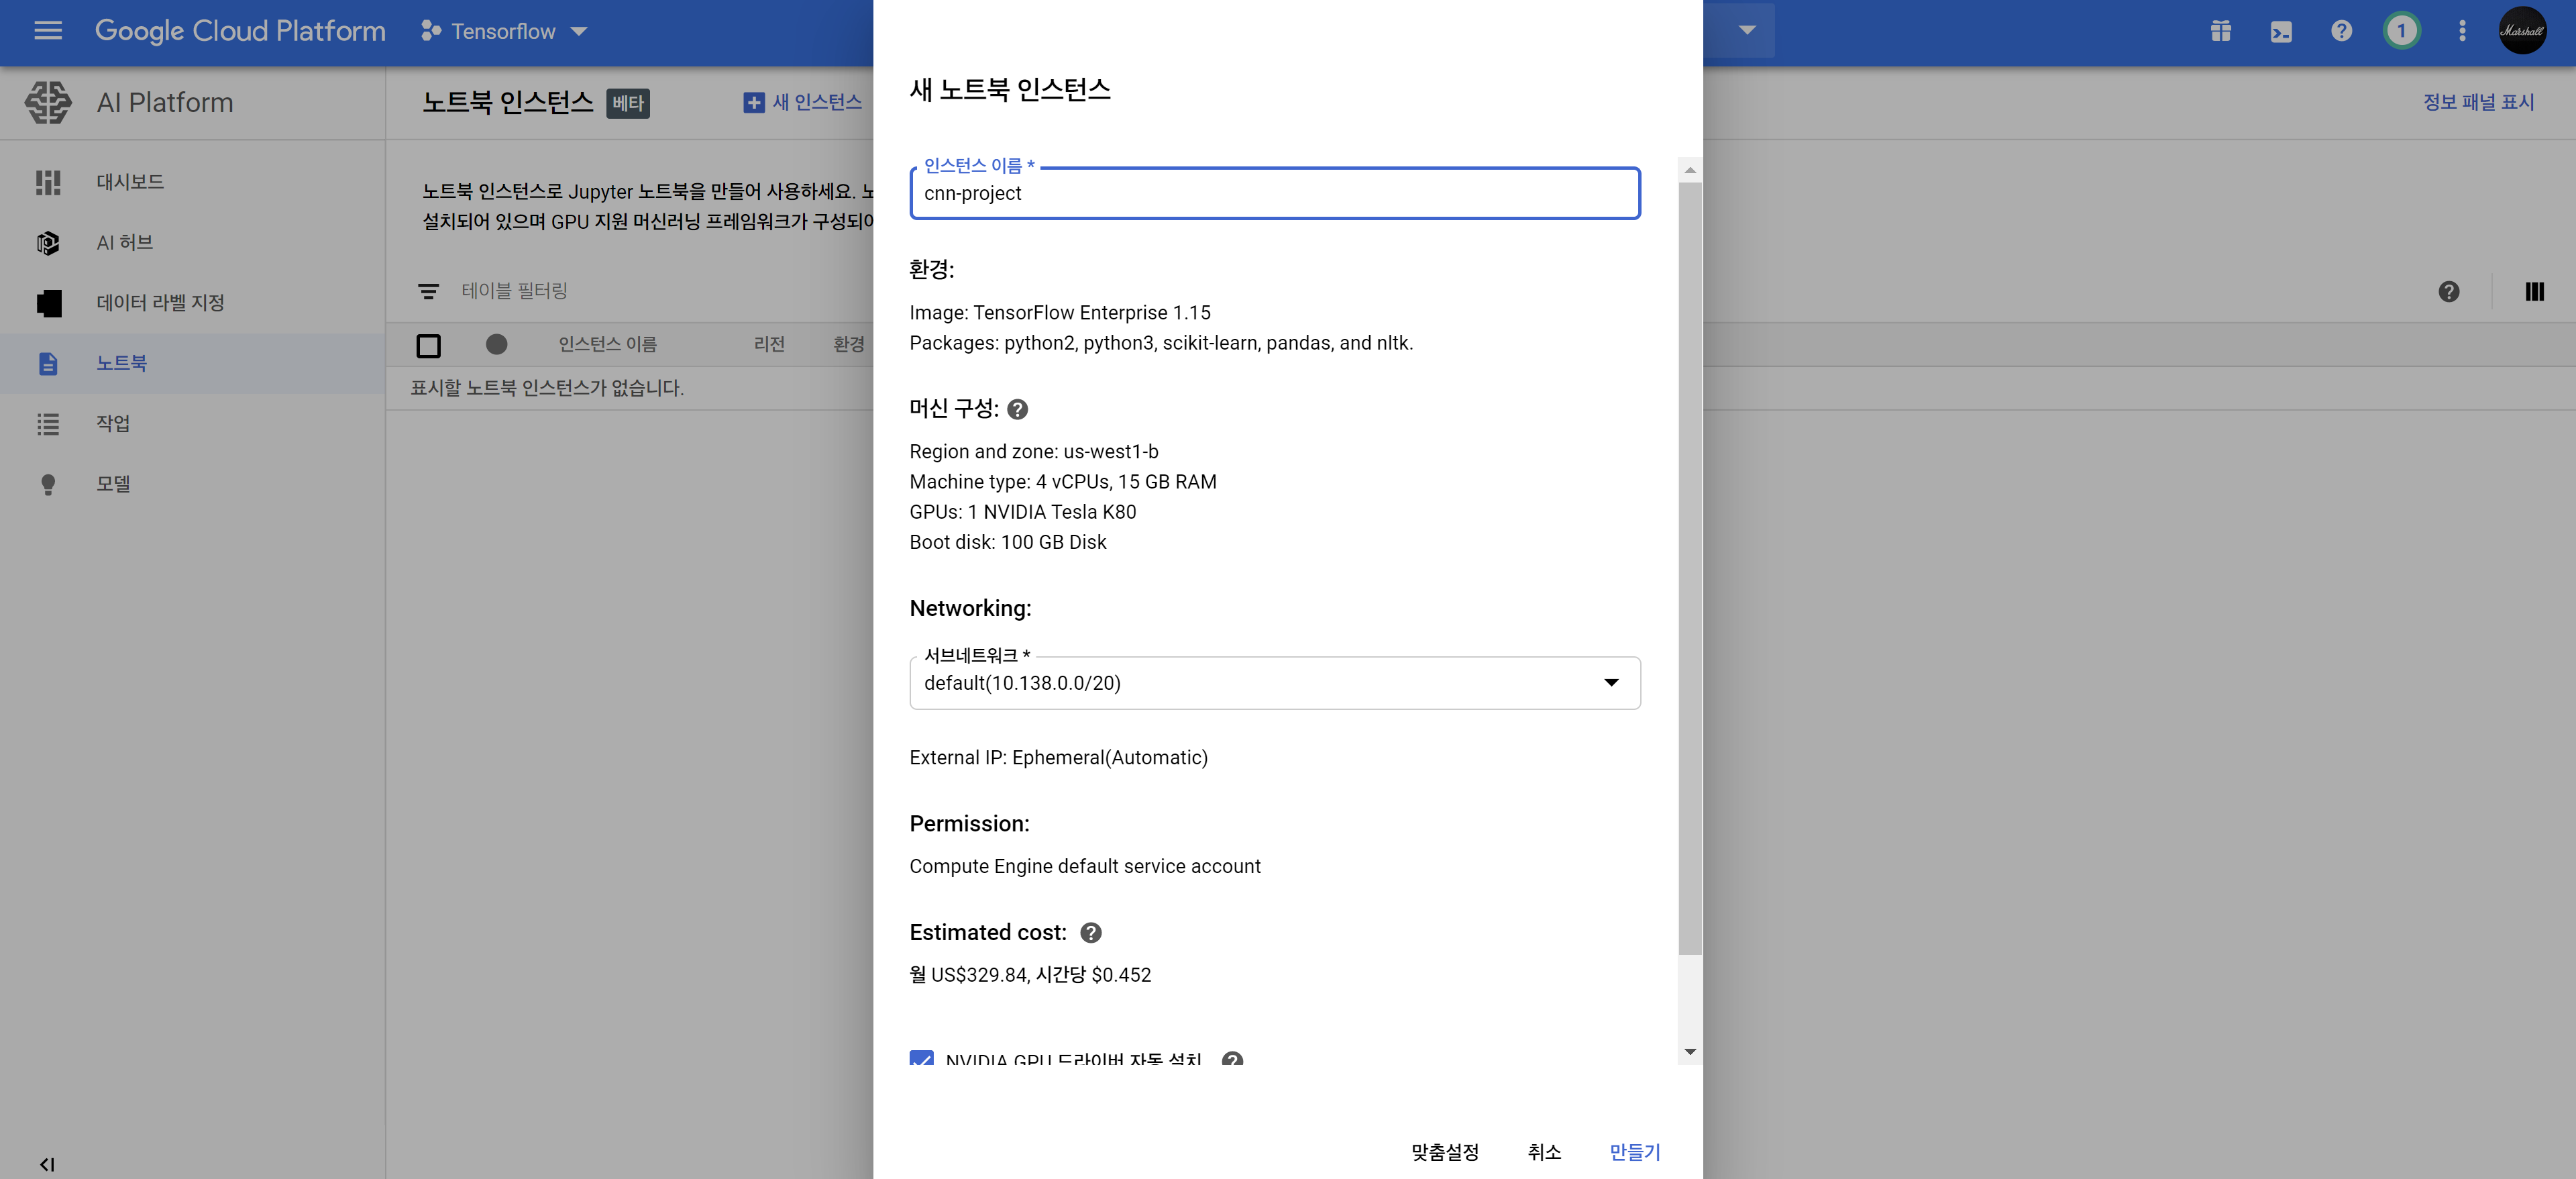 Google Cloud Platform
Tensorflow
1
Marshall
AI Platform
노트북 인스턴스
베타
새 인스턴스
정보 패널 표시
대시보드
AI 허브
데이터 라벨 지정
노트북
작업
모델
노트북 인스턴스로 Jupyter 노트북을 만들어 사용하세요.
설치되어 있으며 GPU 지원 머신러닝 프레임워크가 구성되어
테이블 필터링
인스턴스 이름
리전
환경
표시할 노트북 인스턴스가 없습니다.
새 노트북 인스턴스
인스턴스 이름 *
cnn-project
환경:
Image: TensorFlow Enterprise 1.15
Packages: python2, python3, scikit-learn, pandas, and nltk.
머신 구성:
Region and zone: us-west1-b
Machine type: 4 vCPUs, 15 GB RAM
GPUs: 1 NVIDIA Tesla K80
Boot disk: 100 GB Disk
Networking:
서브네트워크 *
default(10.138.0.0/20)
External IP: Ephemeral(Automatic)
Permission:
Compute Engine default service account
Estimated cost:
월 US$329.84, 시간당 $0.452
NVIDIA GPU 드라이버 자동 설치
맞춤설정
취소
만들기